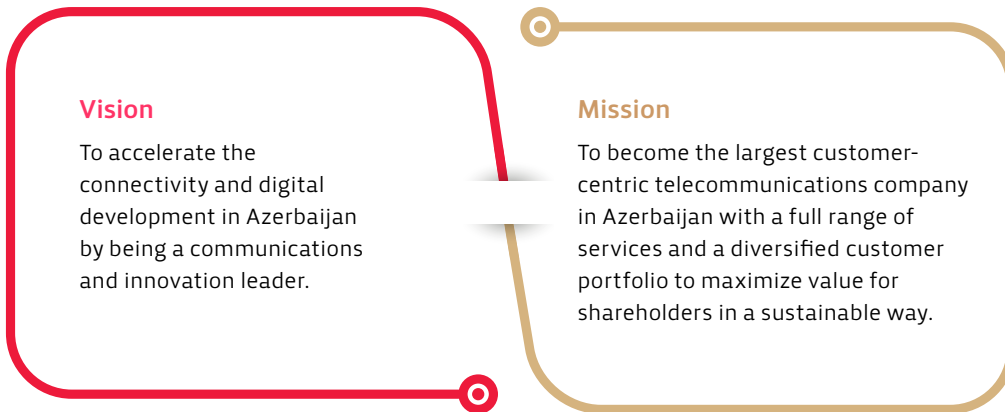 Vision
To accelerate the
connectivity and digital
development in Azerbaijan
by being a communications
and innovation leader.
Mission
To become the largest customer-
centric telecommunications company
in Azerbaijan with a full range of
services and a diversified customer
portfolio to maximize value for
shareholders in a sustainable way.